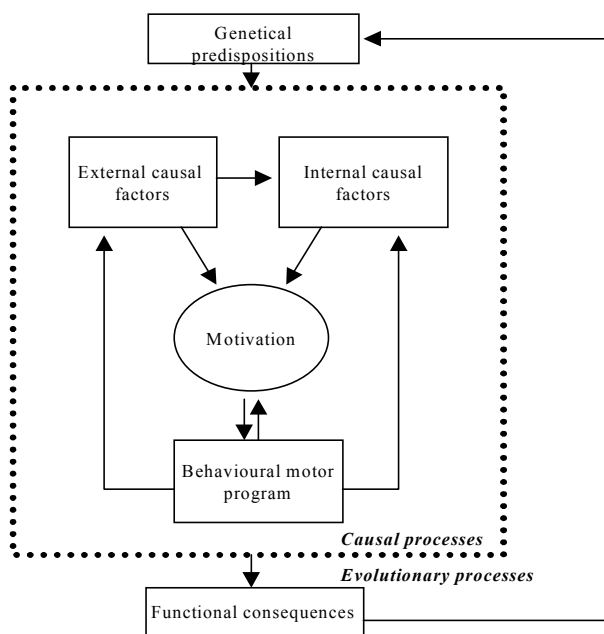 Genetical
predispositions
External causal
factors
Internal causal
factors
Motivation
Behavioural motor
program
Causal processes
Evolutionary processes
Functional consequences